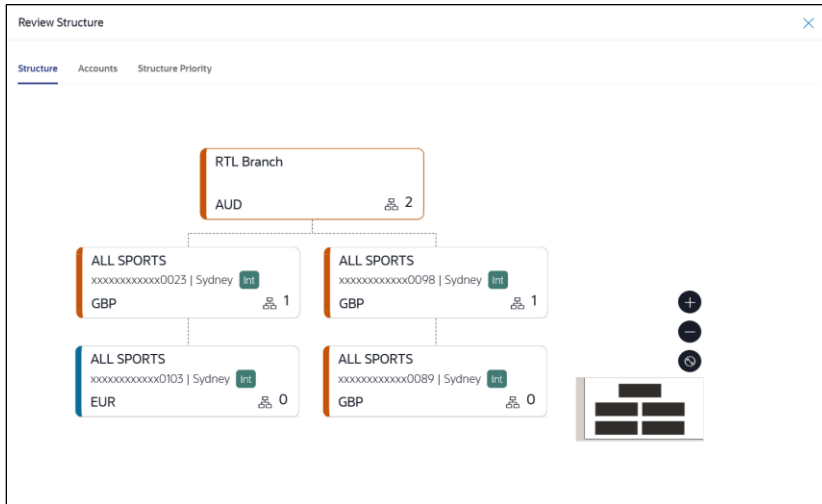 Review Structure
Structure Accounts Structure Priority
RTL Branch
AUD 2
ALL SPORTS
xxxxxxxxxxxx0023 | Sydney Int
GBP 1
ALL SPORTS
xxxxxxxxxxxx0098 | Sydney Int
GBP 1
ALL SPORTS
xxxxxxxxxxxx0103 | Sydney Int
EUR 0
ALL SPORTS
xxxxxxxxxxxx0089 | Sydney Int
GBP 0